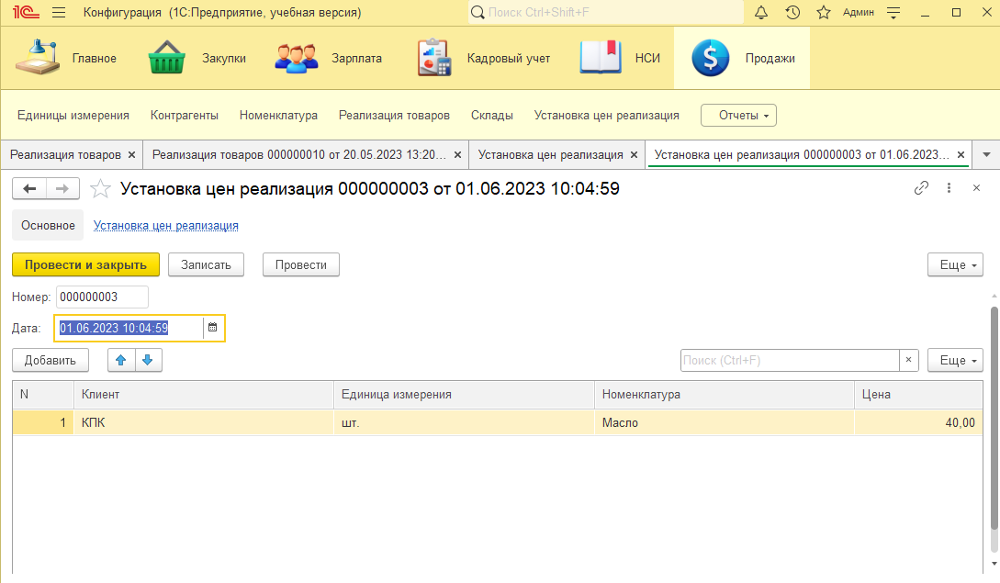 1С Конфигурация (1С:Предприятие, учебная версия) Поиск Ctrl+Shift+F Админ
Главное Закупки Зарплата Кадровый учет НСИ Продажи
Единицы измерения Контрагенты Номенклатура Реализация товаров Склады Установка цен реализация Отчеты
Реализация товаров Реализация товаров 000000010 от 20.05.2023 13:20... Установка цен реализация Установка цен реализация 000000003 от 01.06.2023...
Установка цен реализация 000000003 от 01.06.2023 10:04:59
Основное Установка цен реализация
Провести и закрыть Записать Провести Еще
Номер: 000000003
Дата: 01.06.2023 10:04:59
Добавить Поиск (Ctrl+F) × Еще
N Клиент Единица измерения Номенклатура Цена
1 КПК шт. Масло 40,00